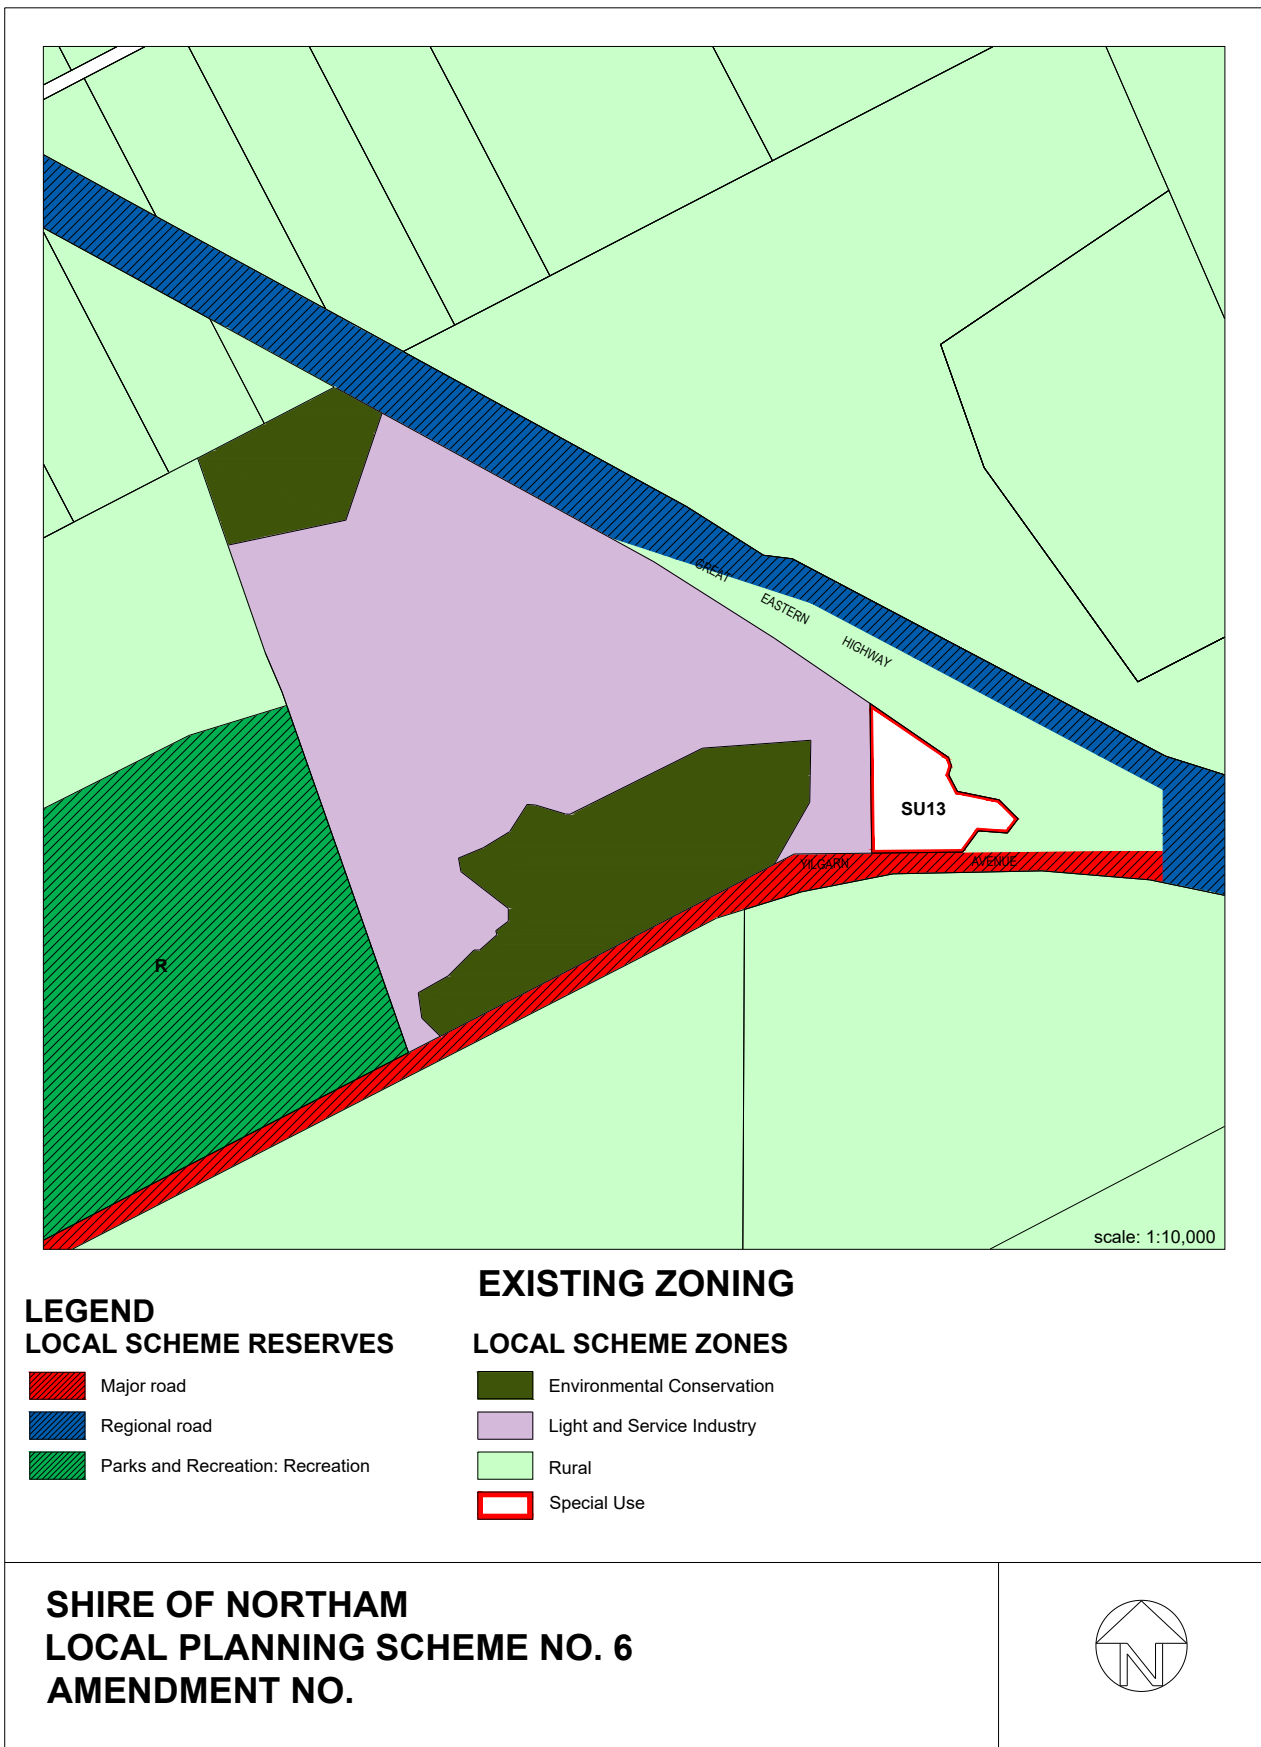 GREAT
EASTERN
HIGHWAY
SU13
YILGARN
AVENUE
R
scale: 1:10,000
EXISTING ZONING
LEGEND
LOCAL SCHEME RESERVES
Major road
Regional road
Parks and Recreation: Recreation
LOCAL SCHEME ZONES
Environmental Conservation
Light and Service Industry
Rural
Special Use
SHIRE OF NORTHAM
LOCAL PLANNING SCHEME NO. 6
AMENDMENT NO.
N